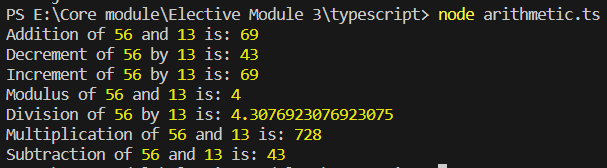 PS E:\Core module\Elective Module 3\typescript> node arithmetic.ts
Addition of 56 and 13 is: 69
Decrement of 56 by 13 is: 43
Increment of 56 by 13 is: 69
Modulus of 56 and 13 is: 4
Division of 56 by 13 is: 4.3076923076923075
Multiplication of 56 and 13 is: 728
Subtraction of 56 and 13 is: 43